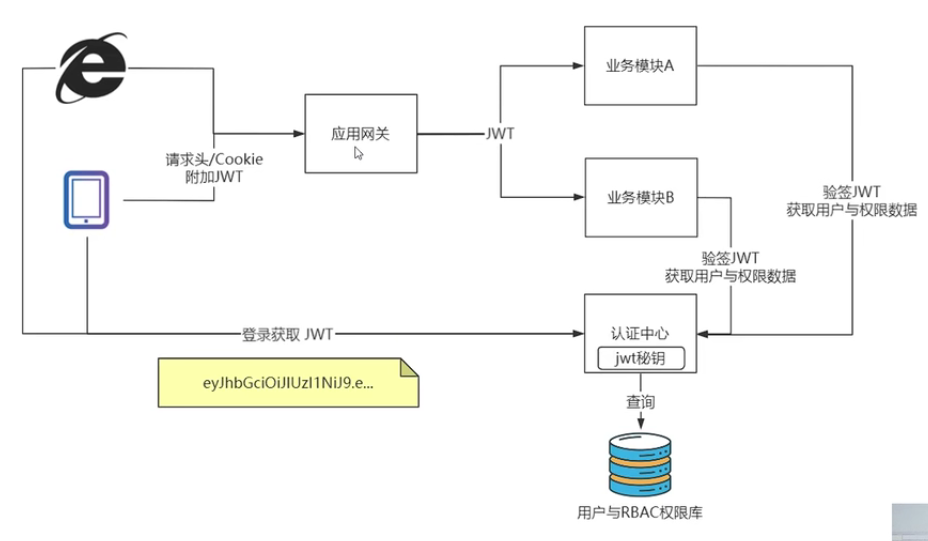 业务模块A
应用网关
JWT
请求头/Cookie
附加JWT
业务模块B
验签JWT
获取用户与权限数据
验签JWT
获取用户与权限数据
登录获取 JWT
认证中心
jwt秘钥
eyJhbGciOiJIUzI1NiJ9.e...
查询
用户与RBAC权限库